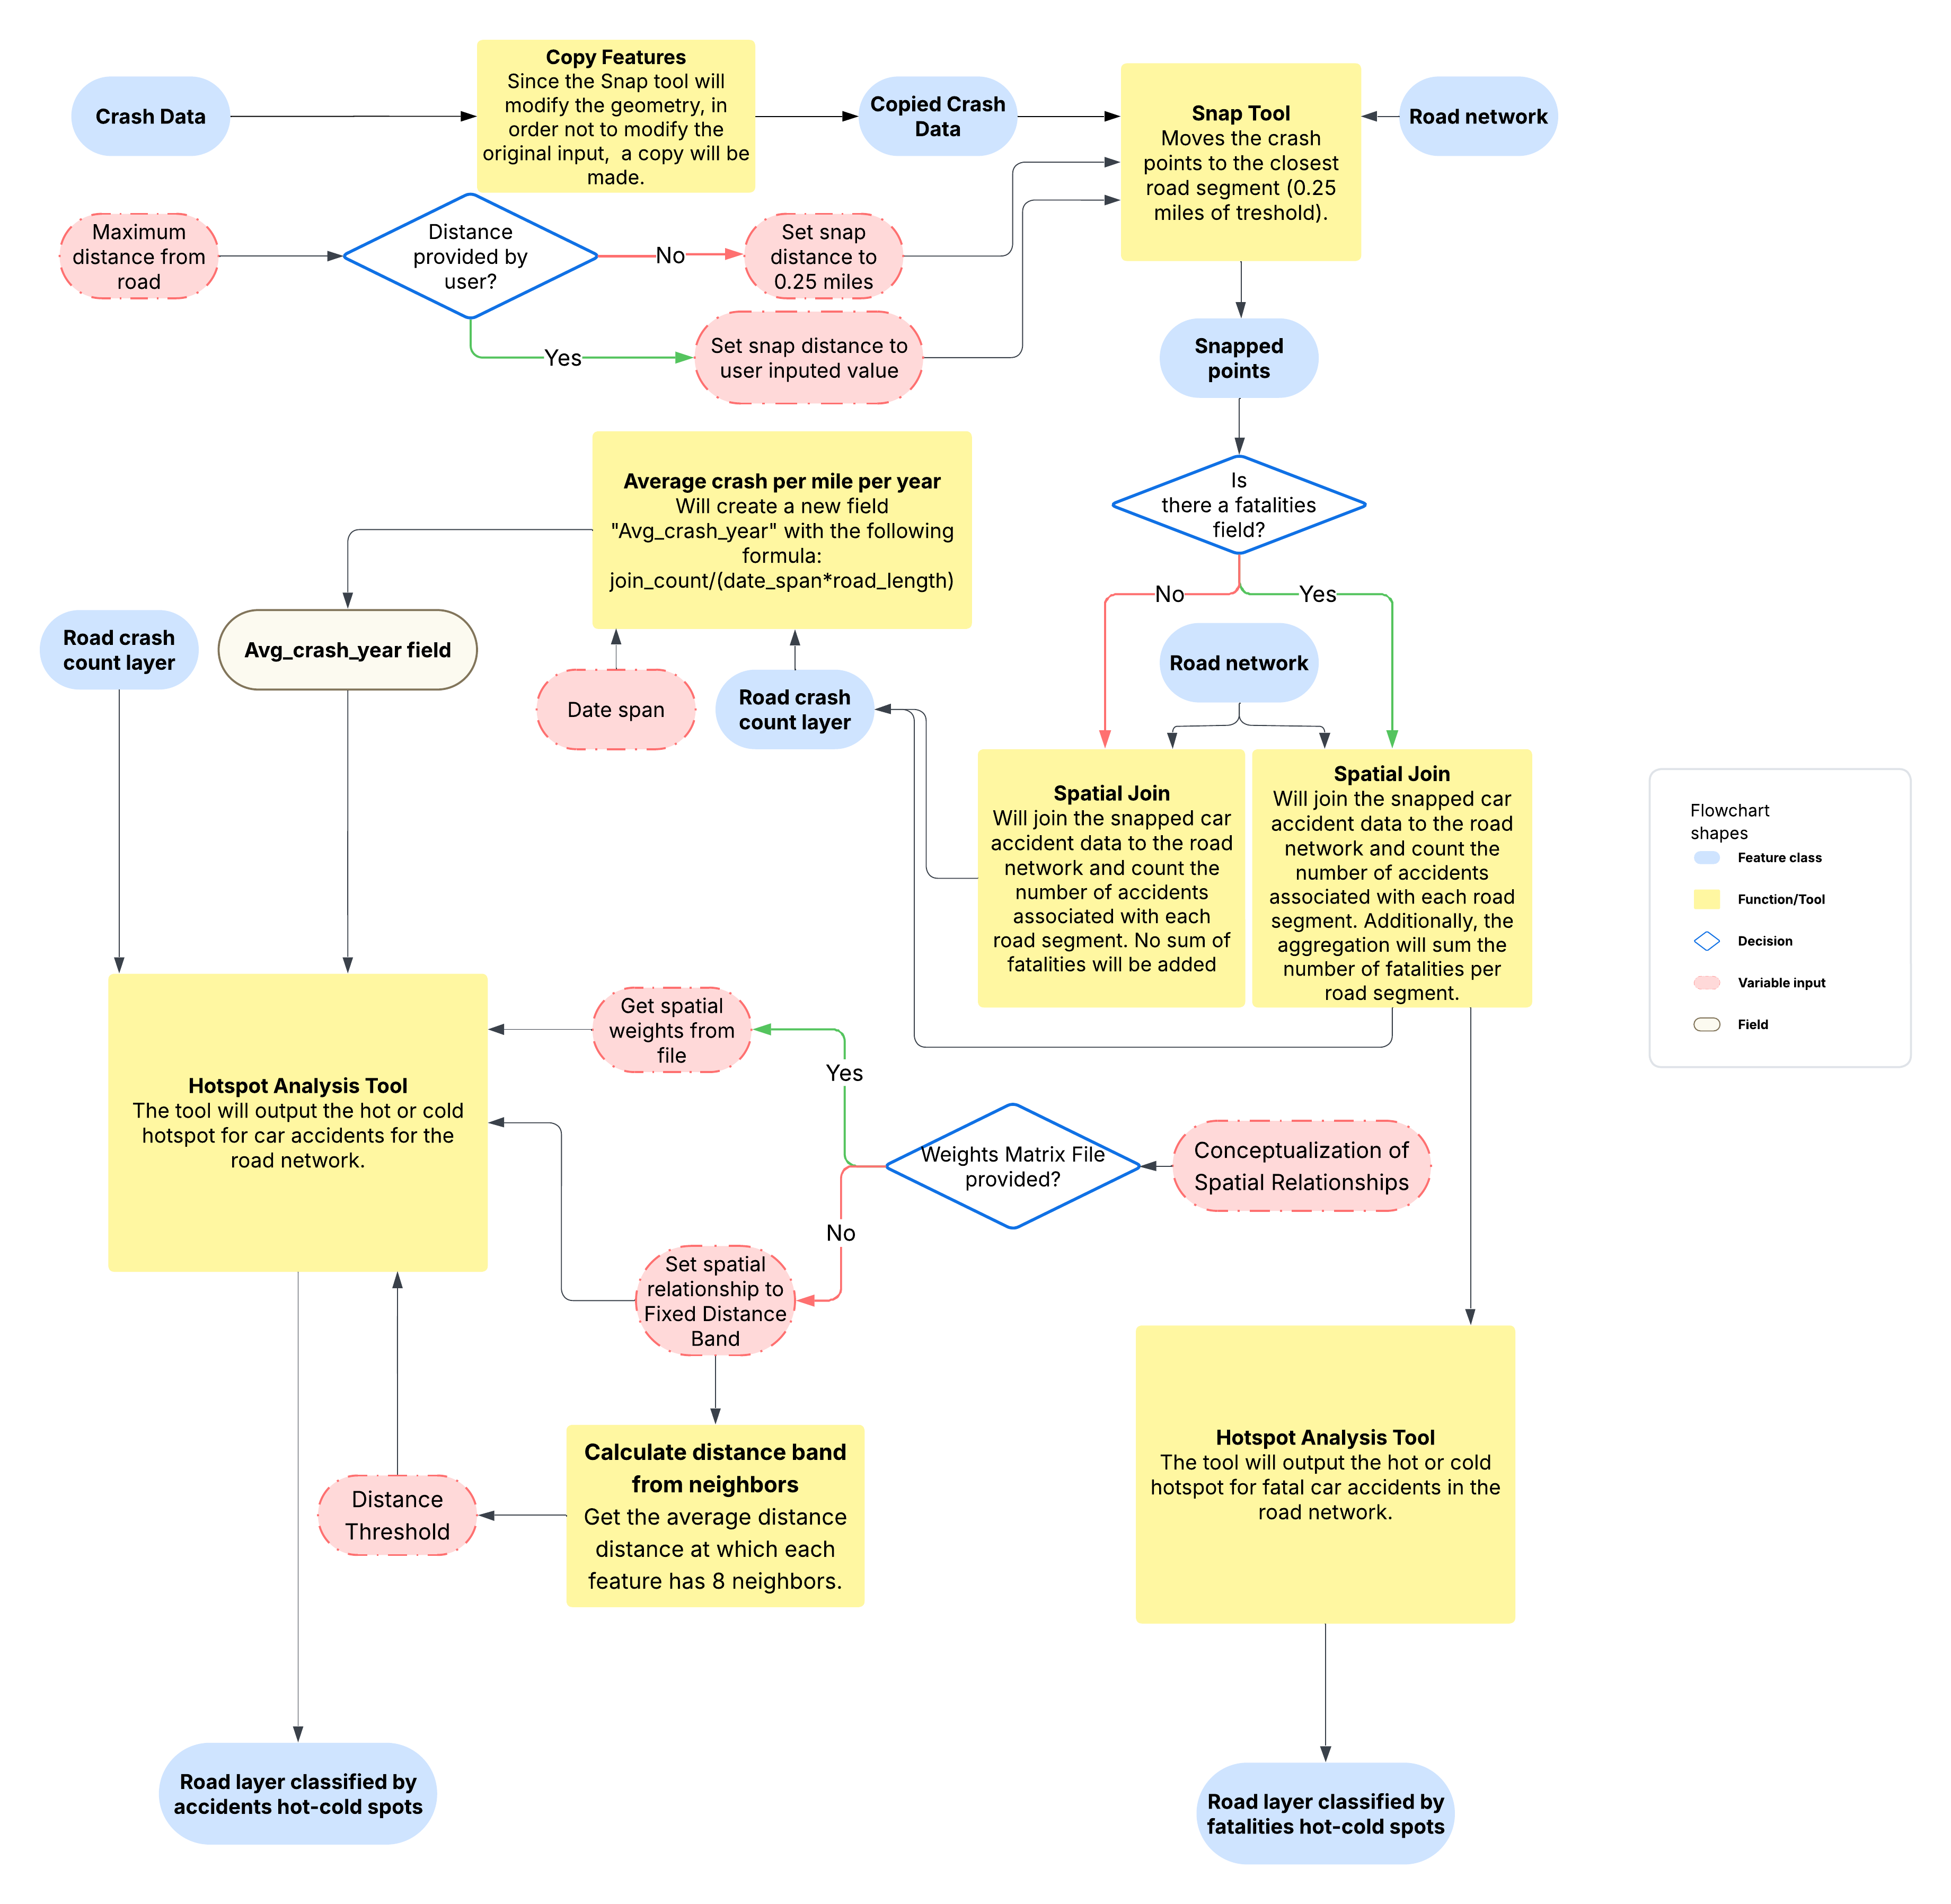 Crash Data
Copy Features
Since the Snap tool will
modify the geometry, in
order not to modify the
original input, a copy will be
made.
Copied Crash
Data
Snap Tool
Moves the crash
points to the closest
road segment (0.25
miles of treshold).
Road network
Maximum
distance from
road
Distance
provided by
user?
No
Set snap
distance to
0.25 miles
Yes
Set snap distance to
user inputed value
Snapped
points
Is
there a fatalities
field?
No
Yes
Average crash per mile per year
Will create a new field
"Avg_crash_year" with the following
formula:
join_count/(date_span*road_length)
Road crash
count layer
Avg_crash_year field
Date span
Road crash
count layer
Road network
Spatial Join
Will join the snapped car
accident data to the road
network and count the
number of accidents
associated with each
road segment. No sum of
fatalities will be added
Spatial Join
Will join the snapped car
accident data to the road
network and count the
number of accidents
associated with each road
segment. Additionally, the
aggregation will sum the
number of fatalities per
road segment.
Flowchart
shapes
Feature class
Function/Tool
Decision
Variable input
Field
Hotspot Analysis Tool
The tool will output the hot or cold
hotspot for car accidents for the
road network.
Get spatial
weights from
file
Yes
Weights Matrix File
provided?
Conceptualization of
Spatial Relationships
No
Set spatial
relationship to
Fixed Distance
Band
Calculate distance band
from neighbors
Get the average distance
distance at which each
feature has 8 neighbors.
Distance
Threshold
Hotspot Analysis Tool
The tool will output the hot or cold
hotspot for fatal car accidents in the
road network.
Road layer classified by
accidents hot-cold spots
Road layer classified by
fatalities hot-cold spots